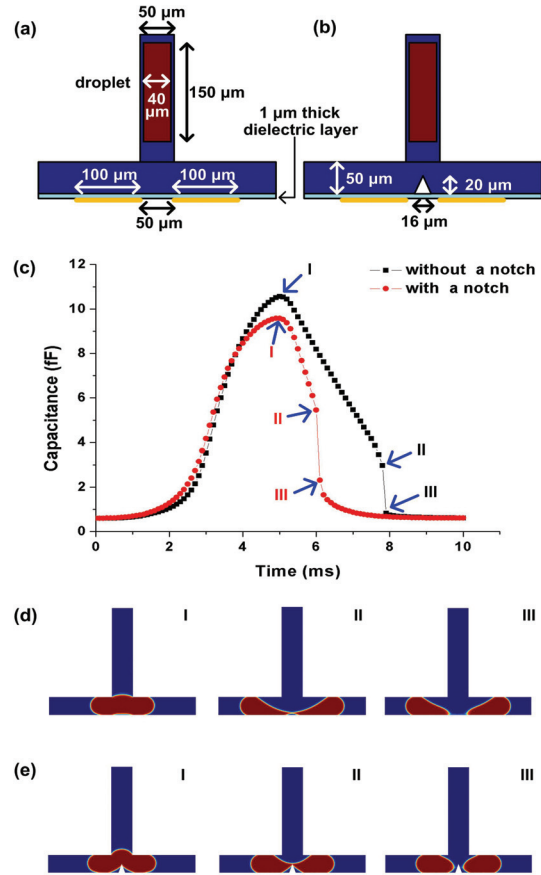 (a)
50 µm
droplet
40 µm
150 µm
100 µm
100 µm
50 µm
1 µm thick
dielectric layer
(b)
50 µm
20 µm
16 µm
(c)
Capacitance (fF)
12
10
8
6
4
2
0
0 2 4 6 8 10
Time (ms)
without a notch
with a notch
I
I
II
II
III
III
(d)
I
II
III
(e)
I
II
III